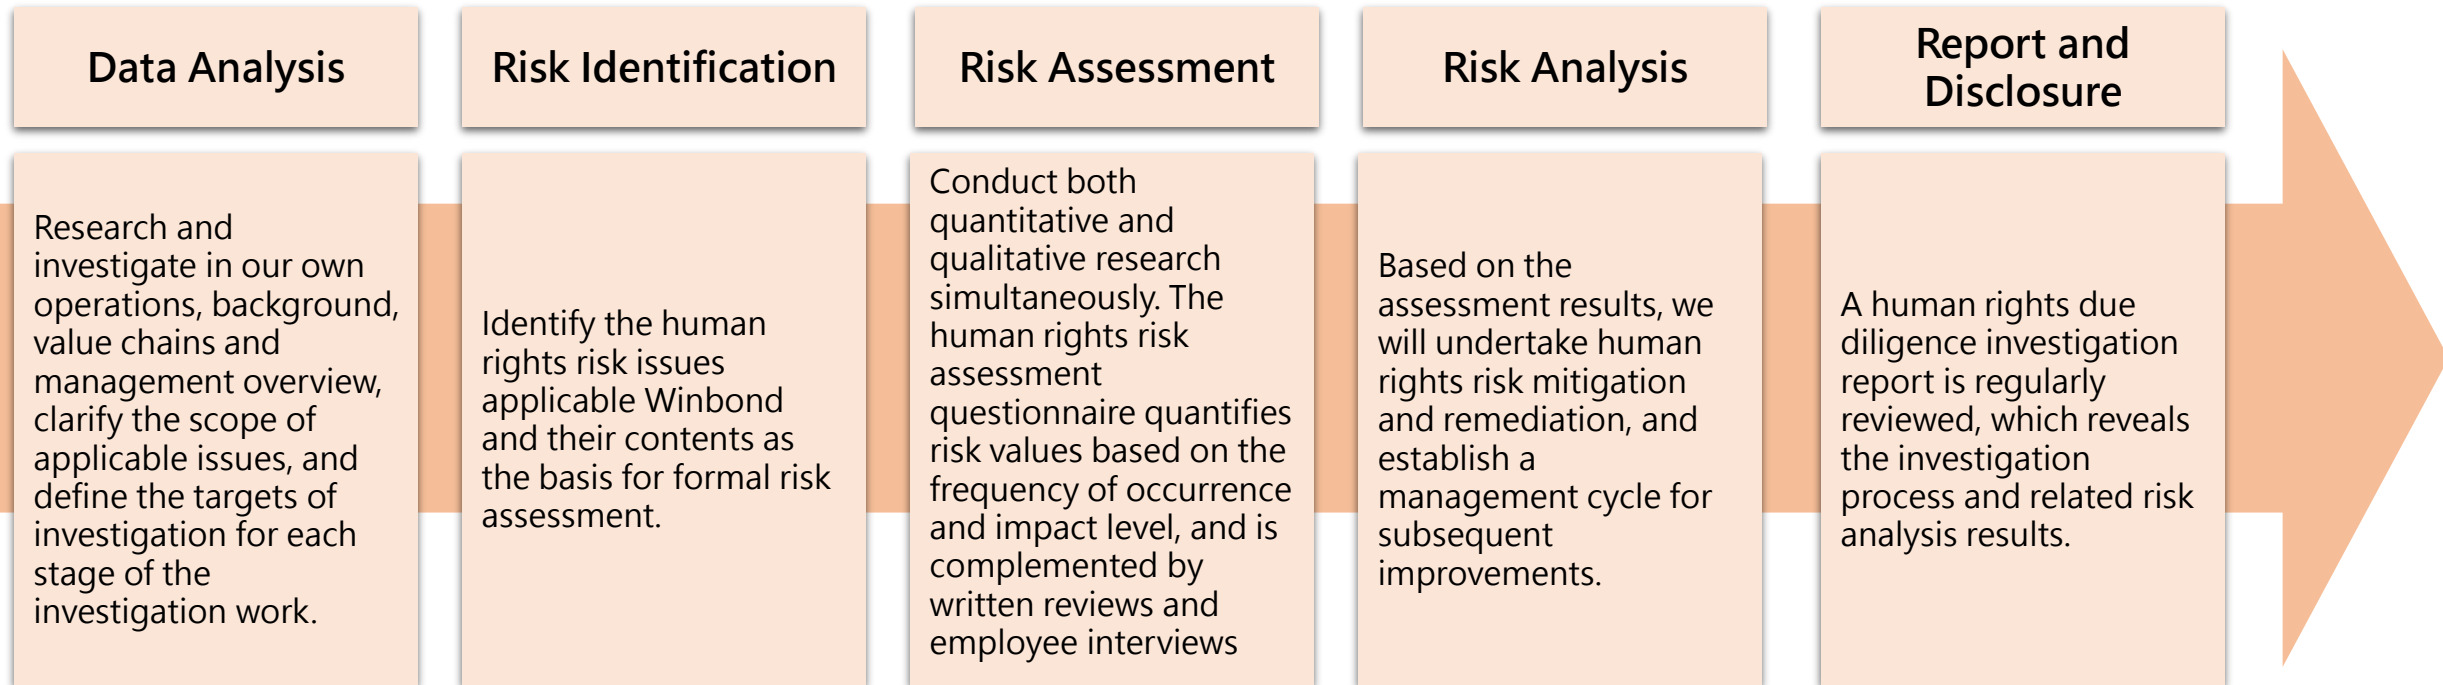 Data Analysis
Research and
investigate in our own
operations, background,
value chains and
management overview,
clarify the scope of
applicable issues, and
define the targets of
investigation for each
stage of the
investigation work.
Risk Identification
Identify the human
rights risk issues
applicable Winbond
and their contents as
the basis for formal risk
assessment.
Risk Assessment
Conduct both
quantitative and
qualitative research
simultaneously. The
human rights risk
assessment
questionnaire quantifies
risk values based on the
frequency of occurrence
and impact level, and is
complemented by
written reviews and
employee interviews
Risk Analysis
Based on the
assessment results, we
will undertake human
rights risk mitigation
and remediation, and
establish a
management cycle for
subsequent
improvements.
Report and
Disclosure
A human rights due
diligence investigation
report is regularly
reviewed, which reveals
the investigation
process and related risk
analysis results.